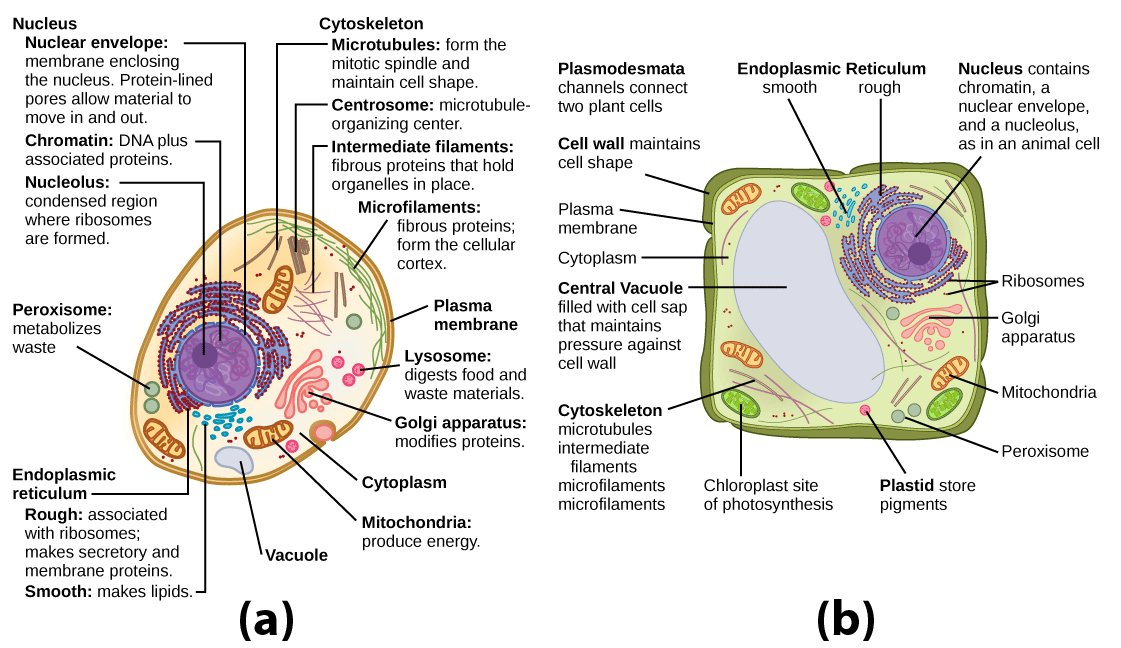 Nucleus
Nuclear envelope:
membrane enclosing
the nucleus. Protein-lined
pores allow material to
move in and out.
Chromatin: DNA plus
associated proteins.
Nucleolus:
condensed region
where ribosomes
are formed.
Peroxisome:
metabolizes
waste
Endoplasmic
reticulum
Rough: associated
with ribosomes;
makes secretory and
membrane proteins.
Smooth: makes lipids.
Cytoskeleton
Microtubules: form the
mitotic spindle and
maintain cell shape.
Centrosome: microtubule-
organizing center.
Intermediate filaments:
fibrous proteins that hold
organelles in place.
Microfilaments:
fibrous proteins;
form the cellular
cortex.
Plasma
membrane
Lysosome:
digests food and
waste materials.
Golgi apparatus:
modifies proteins.
Cytoplasm
Mitochondria:
produce energy.
Vacuole
(a)
Plasmodesmata
channels connect
two plant cells
Cell wall maintains
cell shape
Plasma
membrane
Cytoplasm
Central Vacuole
filled with cell sap
that maintains
pressure against
cell wall
Cytoskeleton
microtubules
intermediate
filaments
microfilaments
microfilaments
Endoplasmic Reticulum
smooth rough
Nucleus contains
chromatin, a
nuclear envelope,
and a nucleolus,
as in an animal cell
Ribosomes
Golgi
apparatus
Mitochondria
Peroxisome
Chloroplast site
of photosynthesis
Plastid store
pigments
(b)